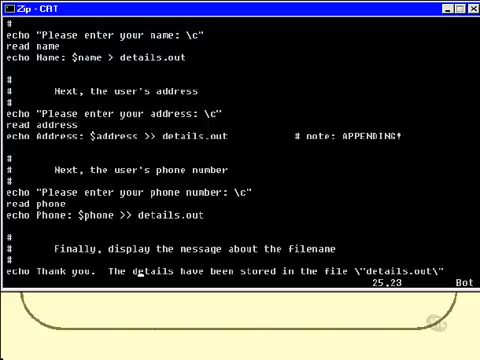 Zip - CAT
#
echo "Please enter your name: \c"
read name
echo Name: $name > details.out
#
#       Next, the user's address
#
echo "Please enter your address: \c"
read address
echo Address: $address >> details.out          # note: APPENDING!
#
#       Next, the user's phone number
#
echo "Please enter your phone number: \c"
read phone
echo Phone: $phone >> details.out
#
#       Finally, display the message about the filename
#
echo Thank you.  The details have been stored in the file \"details.out\"
25,23          Bot